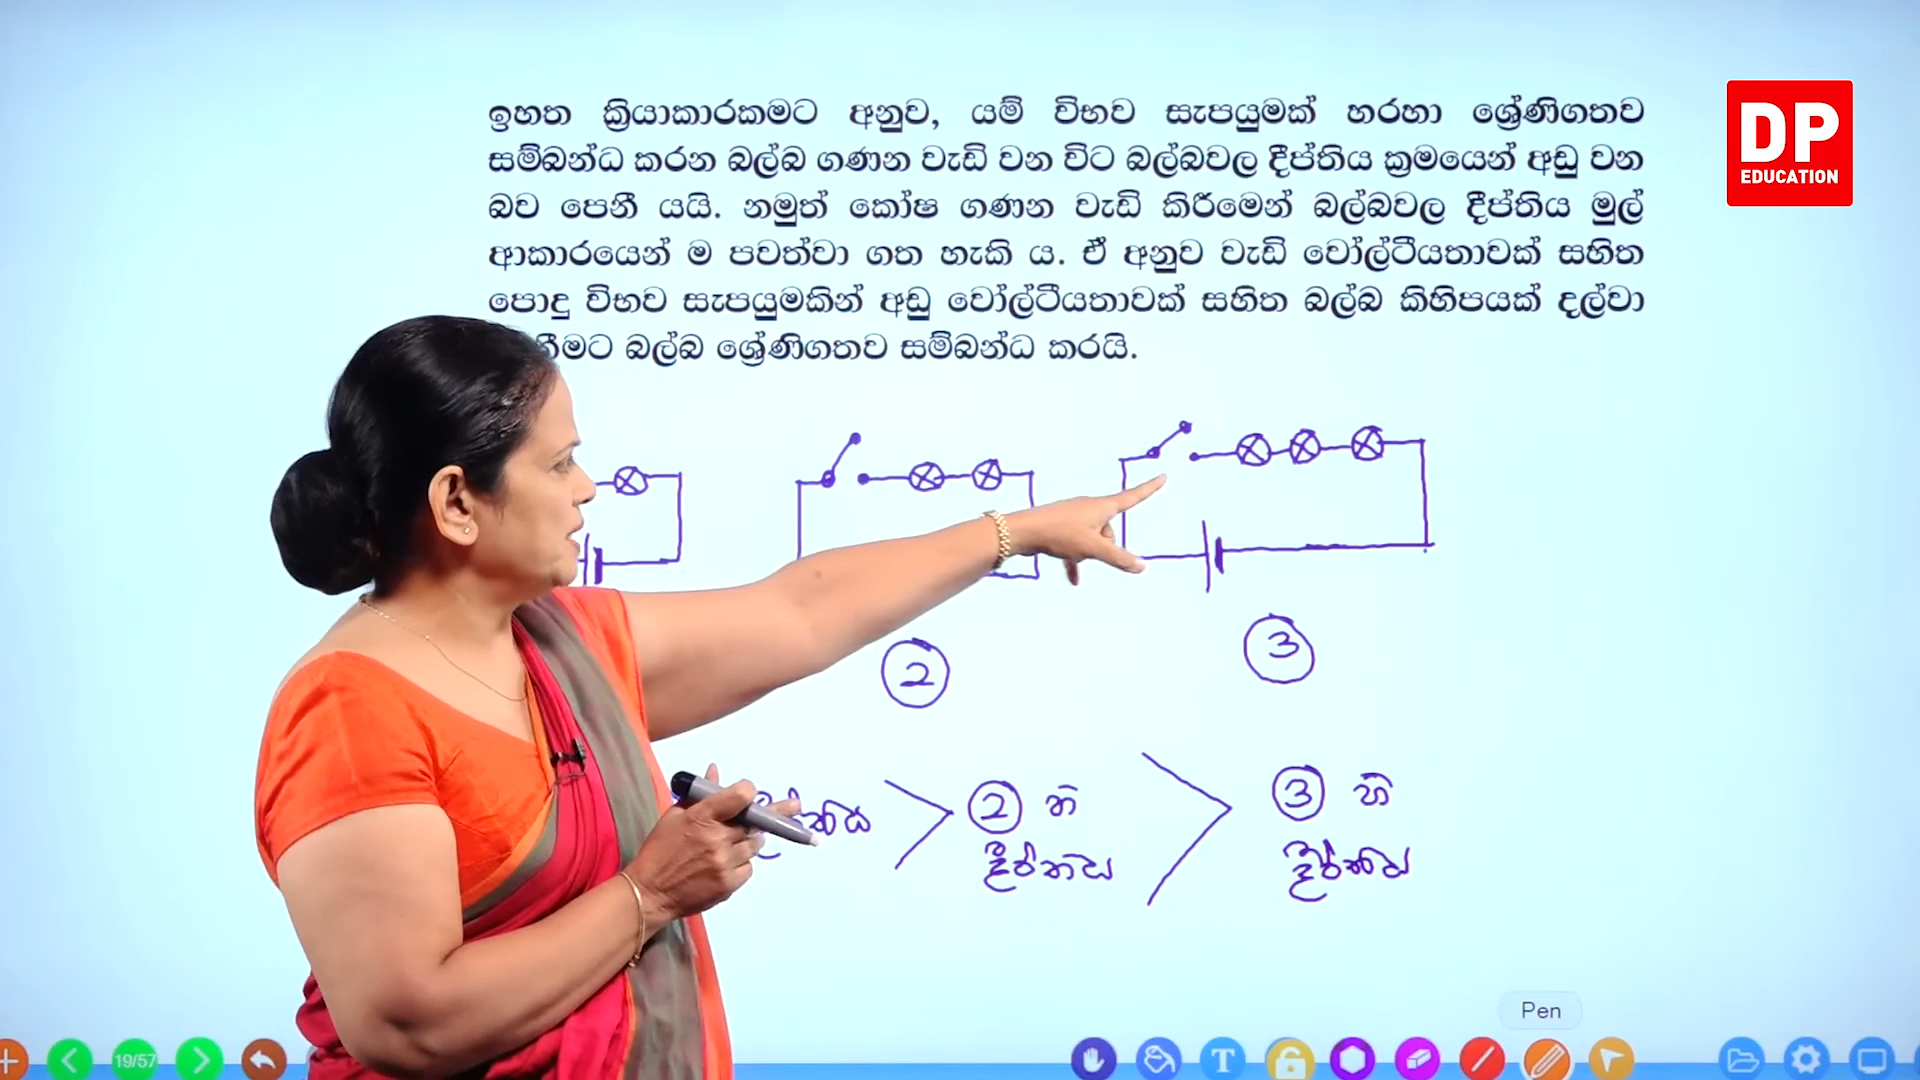 ඉහත ක්‍රියාකාරකමට අනුව, යම් විභව සැපයුමක් හරහා ශ්‍රේණිගතව
සම්බන්ධ කරන බල්බ ගණන වැඩි වන විට බල්බවල දීප්තිය ක්‍රමයෙන් අඩු වන
බව පෙනී යයි. නමුත් කෝෂ ගණන වැඩි කිරීමෙන් බල්බවල දීප්තිය මුල්
ආකාරයෙන් ම පවත්වා ගත හැකි ය. ඒ අනුව වැඩි වෝල්ටීයතාවක් සහිත
පොදු විභව සැපයුමකින් අඩු වෝල්ටීයතාවක් සහිත බල්බ කිහිපයක් දල්වා
බල්බ ශ්‍රේණිගතව සම්බන්ධ කරයි.
DP
EDUCATION
2
3
> 2 හි > 3 හි
දීප්තිය දීප්තිය
Pen
19/57
T